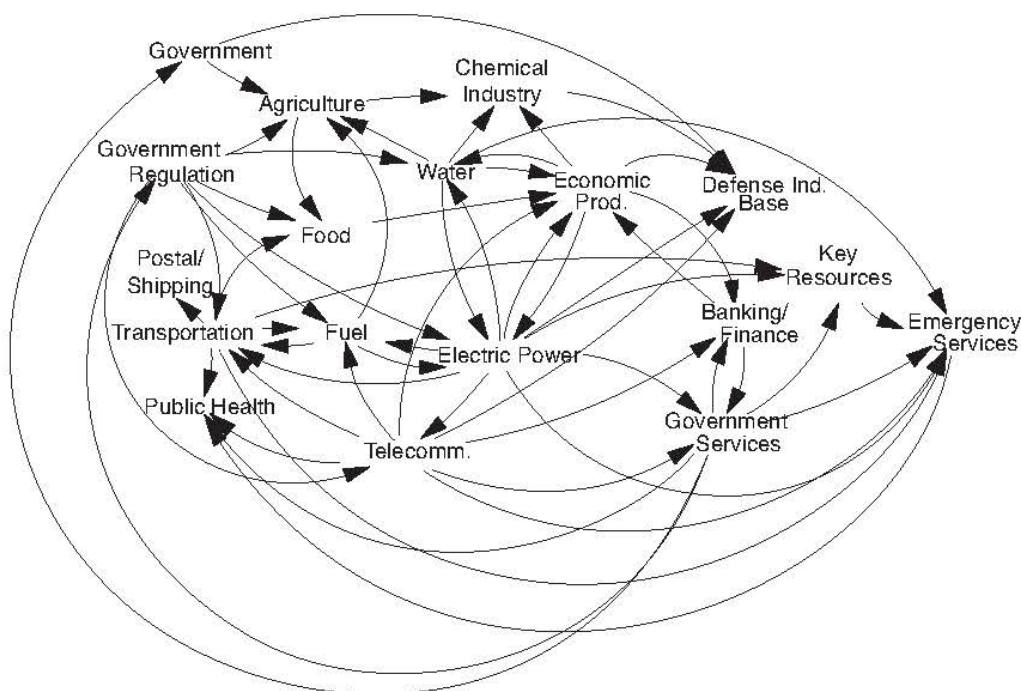 Government
Chemical
Industry
Agriculture
Government
Regulation
Water
Economic
Prod.
Defense Ind.
Base
Food
Postal/
Shipping
Key
Resources
Transportation
Fuel
Electric Power
Banking/
Finance
Emergency
Services
Public Health
Telecomm.
Government
Services